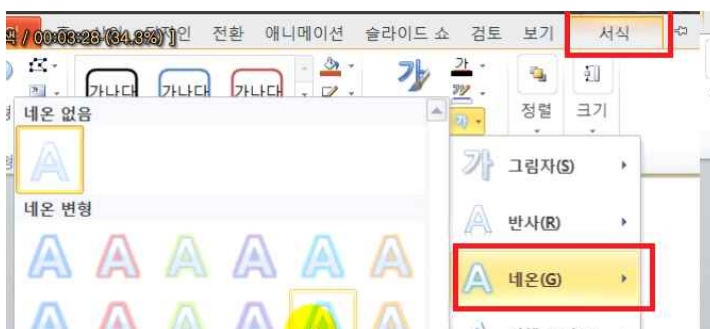 / 00:03:28 (34.8%) ] 전환 애니메이션 슬라이드 쇼 검토 보기 서식
가나다 가나다 가나다 가 가
정렬 크기
네온 없음
A
그림자(S)
네온 변형
반사(R)
A A A A A A
A 네온(G)
A A A A A A